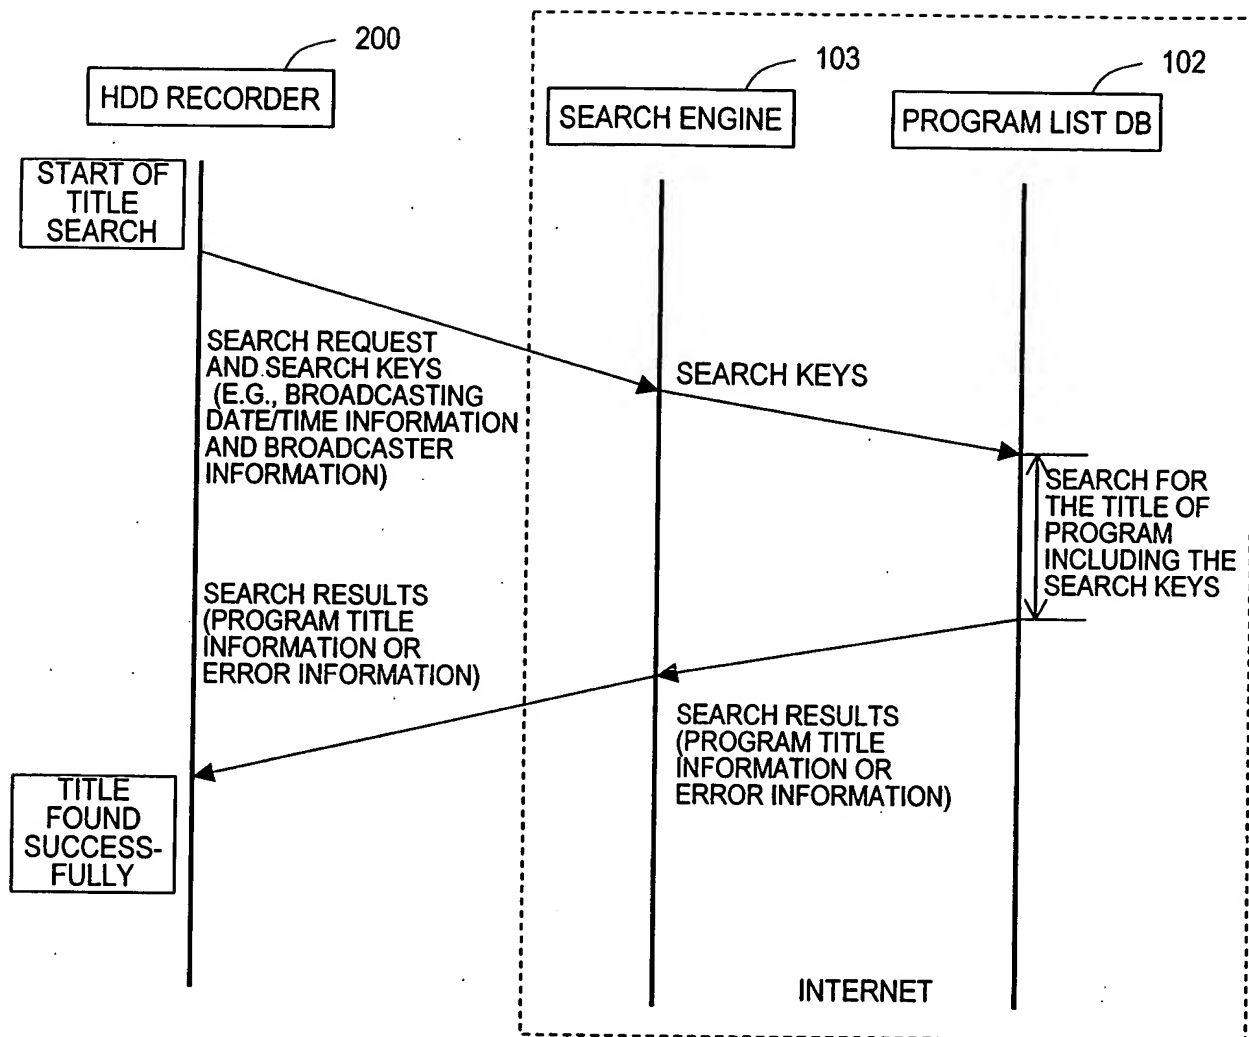 200
HDD RECORDER
103
SEARCH ENGINE
102
PROGRAM LIST DB
START OF
TITLE
SEARCH
SEARCH REQUEST
AND SEARCH KEYS
(E.G., BROADCASTING
DATE/TIME INFORMATION
AND BROADCASTER
INFORMATION)
SEARCH KEYS
SEARCH FOR
THE TITLE OF
PROGRAM
INCLUDING THE
SEARCH KEYS
SEARCH RESULTS
(PROGRAM TITLE
INFORMATION OR
ERROR INFORMATION)
SEARCH RESULTS
(PROGRAM TITLE
INFORMATION OR
ERROR INFORMATION)
TITLE
FOUND
SUCCESS-
FULLY
INTERNET